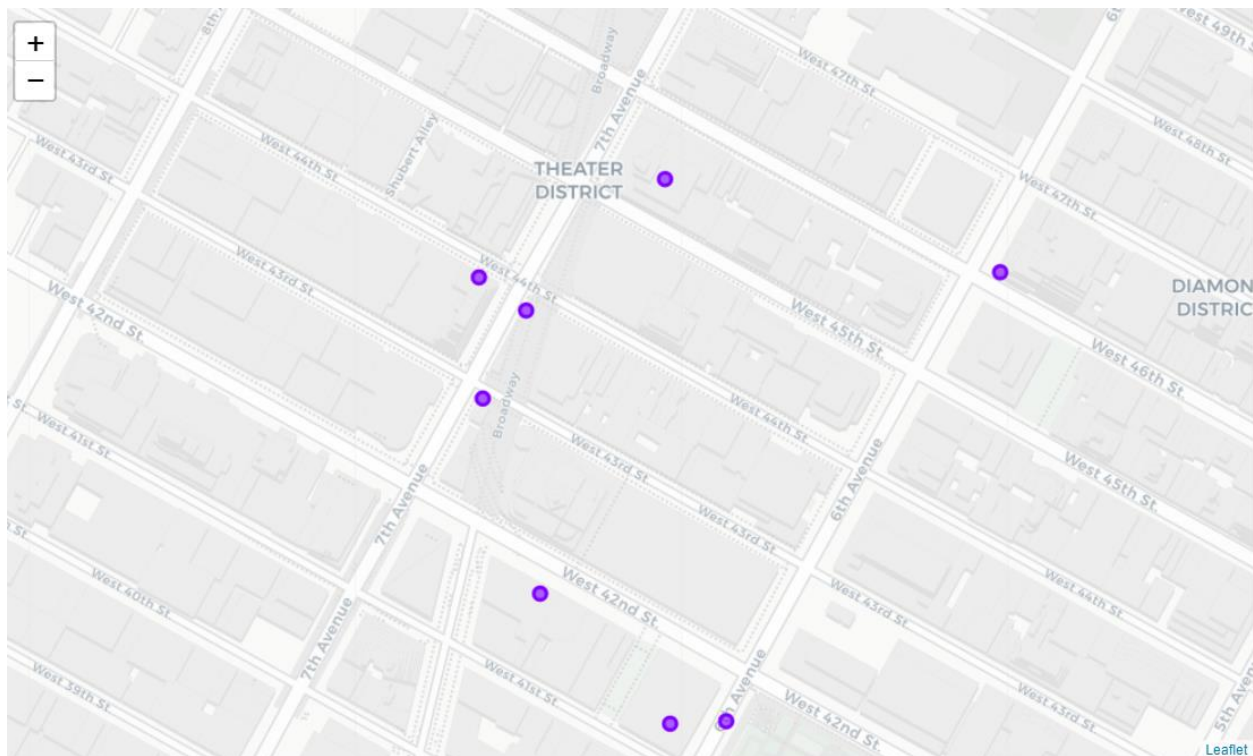 +
−
8th
Broadway
6t
West 49th
West 47th St.
7th Avenue
West 48th St.
West 44th St.
Shubert Alley
West 43rd St.
THEATER
DISTRICT
West 47th St.
West 43rd St.
West 44th St.
West 42nd St.
DIAMON
DISTRIC
West 45th St.
West 46th St.
Broadway
West 44th St.
St.
West 41st St.
West 43rd St.
6th Avenue
West 45th St.
7th Avenue
West 40th St.
West 42nd St.
West 43rd St.
West 44th St.
7th Avenue
West 39th St.
West 41st St.
Avenue
West 42nd St.
West 43rd St.
5th Avenue
Leaflet